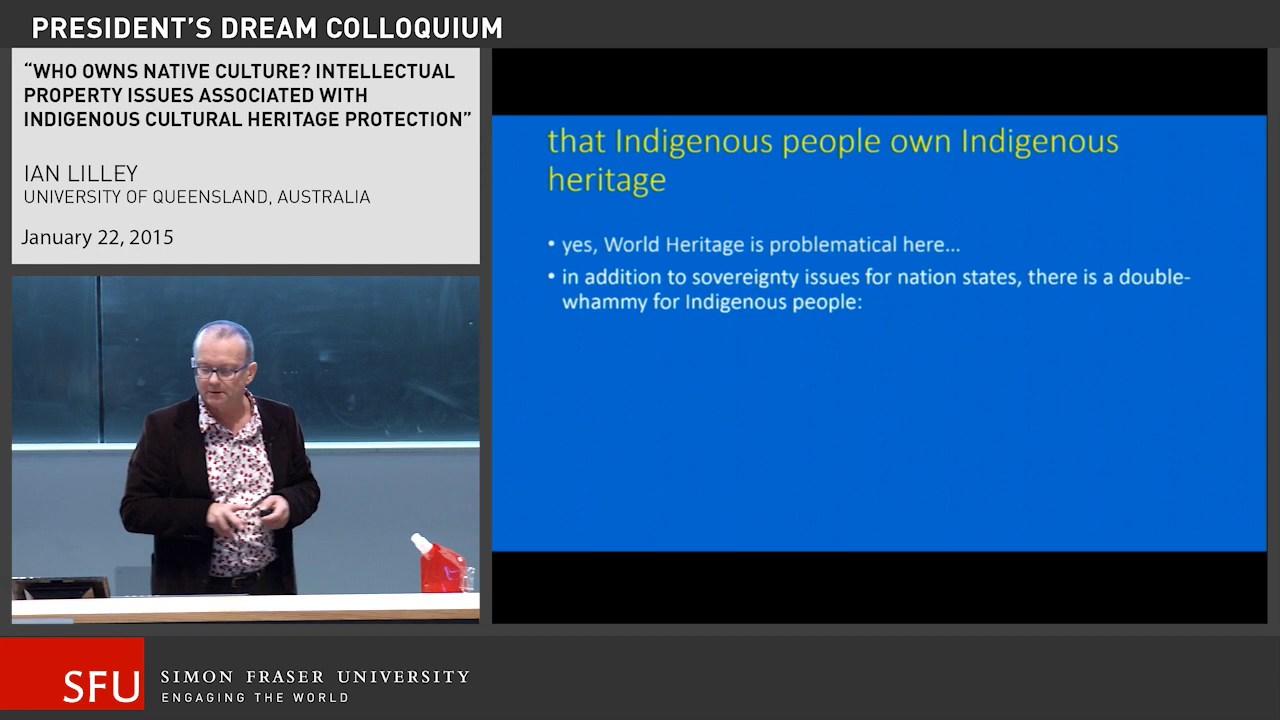 PRESIDENT'S DREAM COLLOQUIUM
“WHO OWNS NATIVE CULTURE? INTELLECTUAL
PROPERTY ISSUES ASSOCIATED WITH
INDIGENOUS CULTURAL HERITAGE PROTECTION”
IAN LILLEY
UNIVERSITY OF QUEENSLAND, AUSTRALIA
January 22, 2015
that Indigenous people own Indigenous
heritage
• yes, World Heritage is problematical here...
• in addition to sovereignty issues for nation states, there is a double-
whammy for Indigenous people:
SFU
SIMON FRASER UNIVERSITY
ENGAGING THE WORLD